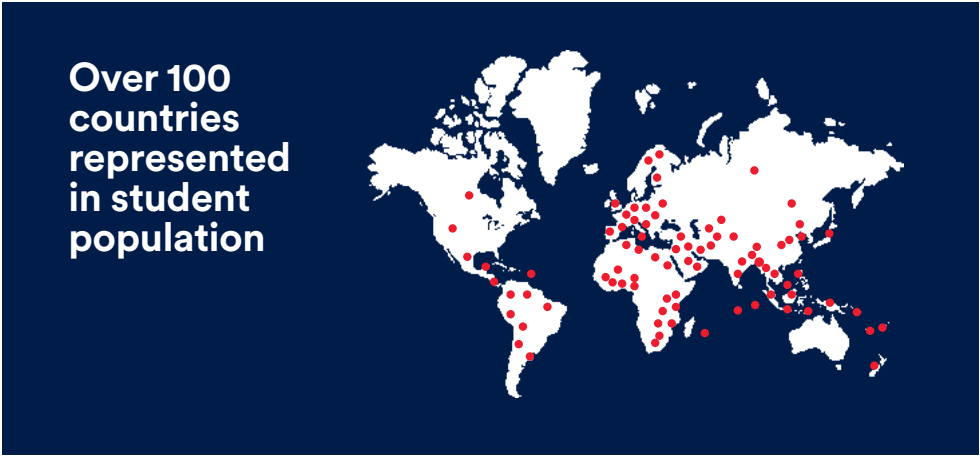 Over 100
countries
represented
in student
population